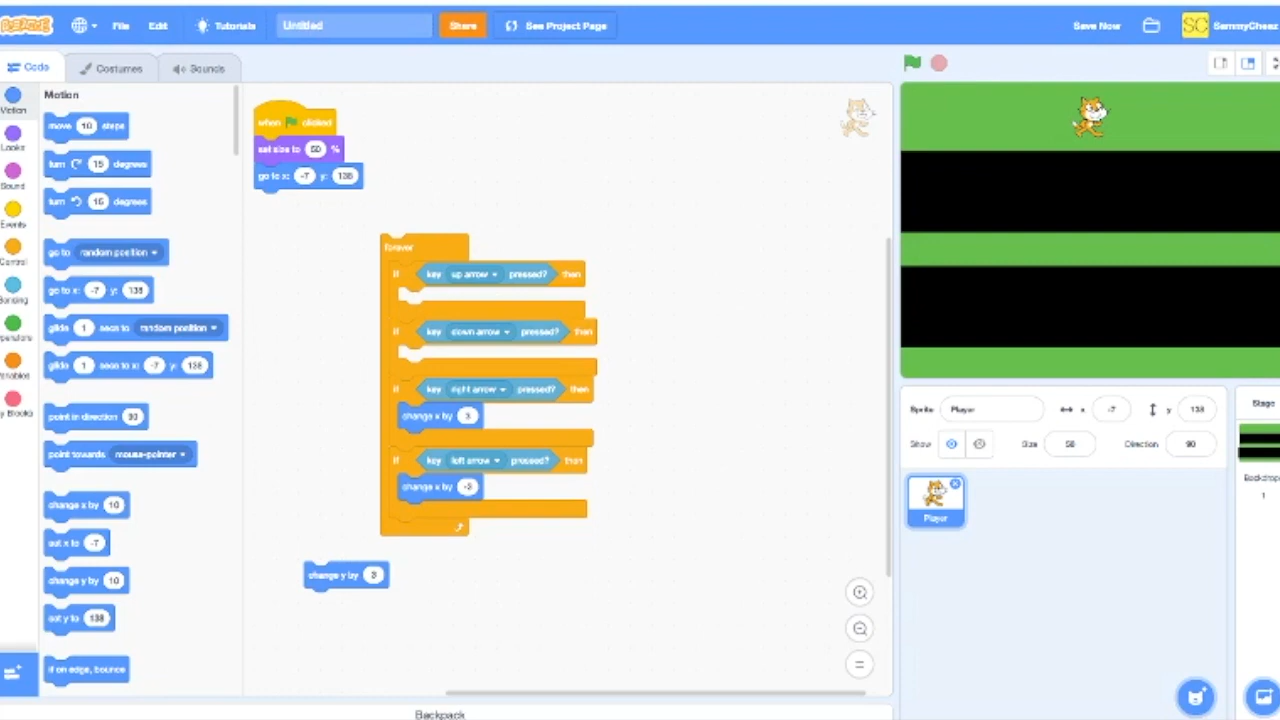 SCRATCH
File Edit Tutorials Untitled Share See Project Page Save Now SammyCheez
Code Costumes Sounds
Motion
Looks
Sound
Events
Control
Sensing
move 10 steps
turn 15 degrees
turn 15 degrees
go to random position
go to x: -7 y: 138
glide 1 secs to random position
glide 1 secs to x: -7 y: 138
point in direction 90
point towards mouse-pointer
change x by 10
set x to -7
change y by 10
set y to 138
if on edge, bounce
when clicked
set size to 50 %
go to x: -7 y: 138
forever
if key up arrow pressed? then
if key down arrow pressed? then
if key right arrow pressed? then
change x by 3
if key left arrow pressed? then
change x by -3
change y by 3
Backpack
Sprite Player x -7 y 138
Show Size 50 Direction 90
Player
Stage
Backdrops
1